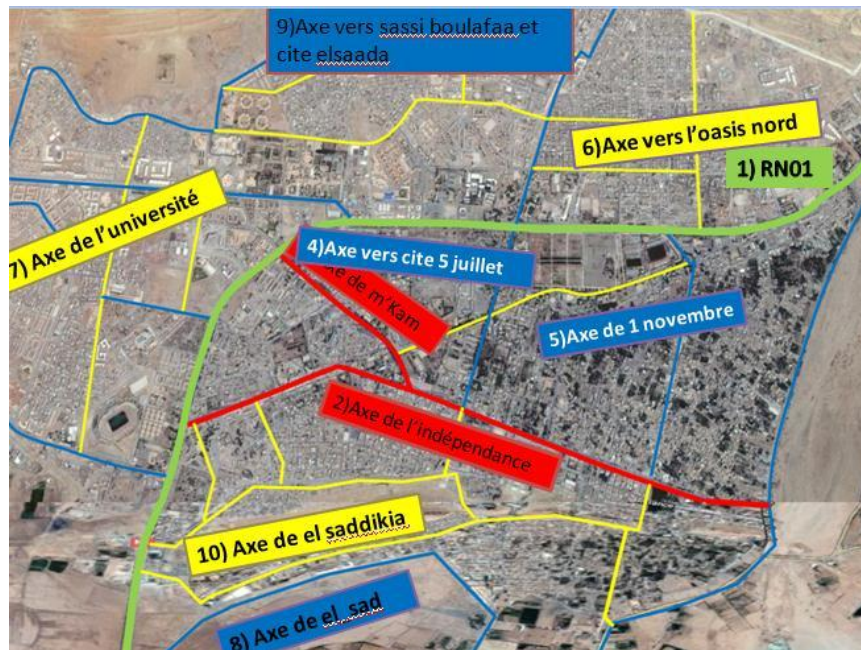 9)Axe vers sassi boulafaa et
cite elsaada
6)Axe vers l’oasis nord
1) RN01
7) Axe de l’université
4)Axe vers cite 5 juillet
de m’Kam
5)Axe de 1 novembre
2)Axe de l’indépendance
10) Axe de el saddikia
8) Axe de el sad